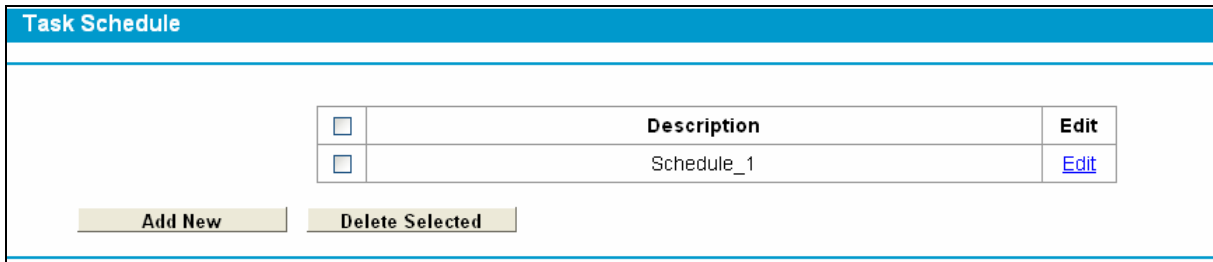 Task Schedule
Description Edit
Schedule_1 Edit
Add New Delete Selected